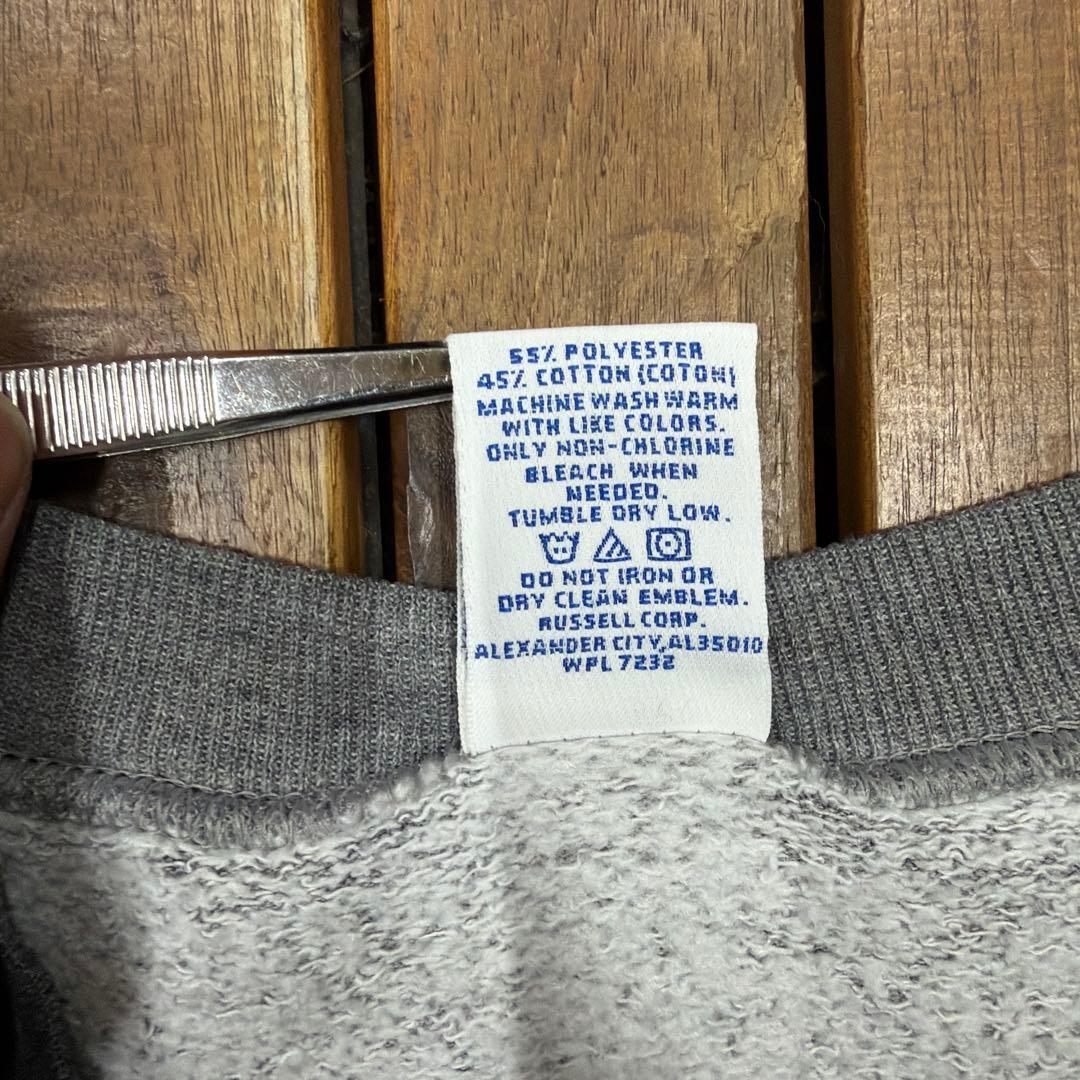 55% POLYESTER
45% COTTON (COTON)
MACHINE WASH WARM
WITH LIKE COLORS.
ONLY NON-CHLORINE
BLEACH WHEN
NEEDED.
TUMBLE DRY LOW.
DO NOT IRON OR
DRY CLEAN EMBLEM.
RUSSELL CORP.
ALEXANDER CITY,AL35010
WPL 7232